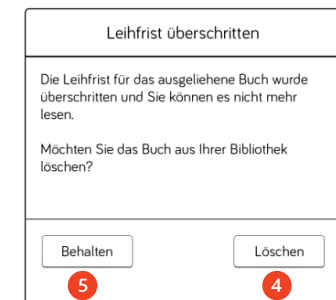 Leihfrist überschritten
Die Leihfrist für das ausgeliehene Buch wurde
überschritten und Sie können es nicht mehr
lesen.
Möchten Sie das Buch aus Ihrer Bibliothek
löschen?
Behalten Löschen
5 4